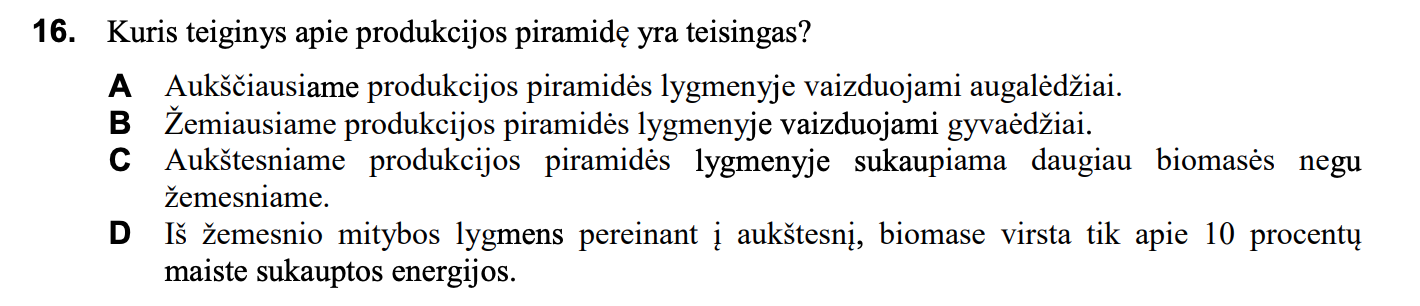 16. Kuris teiginys apie produkcijos piramidę yra teisingas?
A Aukščiausiame produkcijos piramidės lygmenyje vaizduojami augalėdžiai.
B Žemiausiame produkcijos piramidės lygmenyje vaizduojami gyvaėdžiai.
C Aukštesniame produkcijos piramidės lygmenyje sukaupiama daugiau biomasės negu
žemesniame.
D Iš žemesnio mitybos lygmens pereinant į aukštesnį, biomase virsta tik apie 10 procentų
maiste sukauptos energijos.